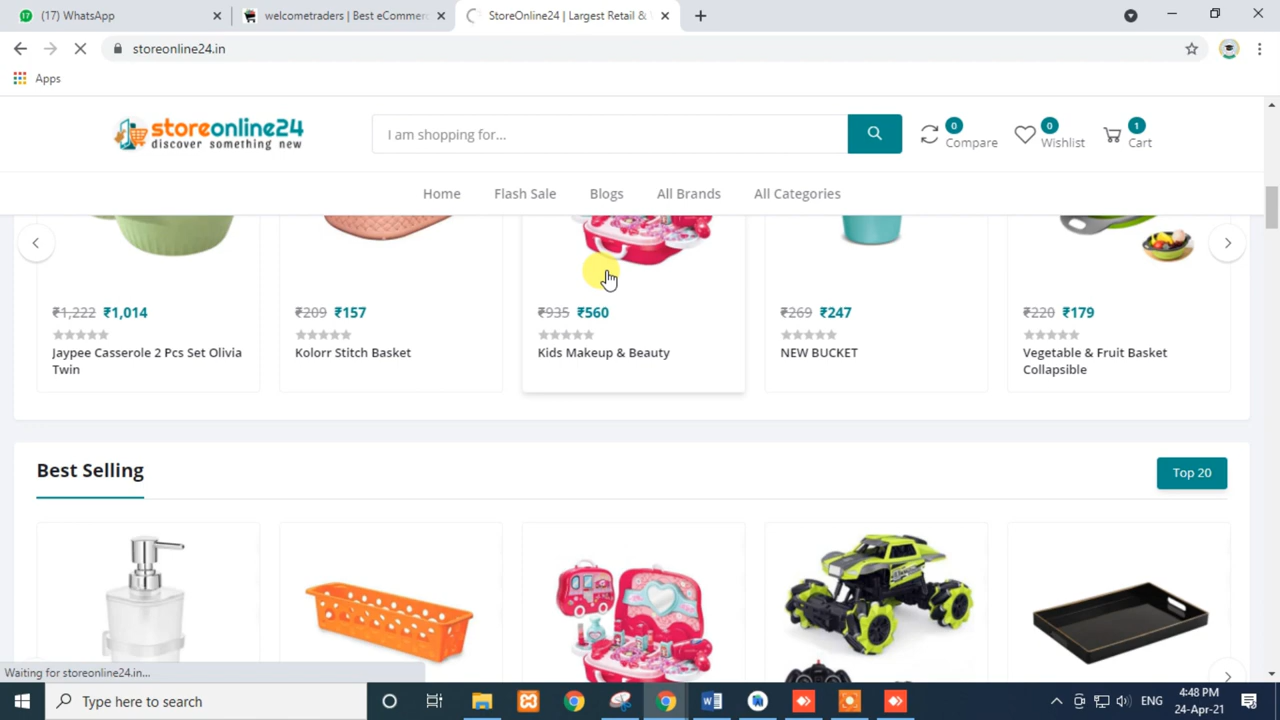 (17) WhatsApp
welcometraders | Best eCommerc
StoreOnline24 | Largest Retail &
storeonline24.in
Apps
storeonline24
discover something new
I am shopping for...
0
Compare
0
Wishlist
1
Cart
Home
Flash Sale
Blogs
All Brands
All Categories
₹1,222 ₹1,014
Jaypee Casserole 2 Pcs Set Olivia
Twin
₹209 ₹157
Kolorr Stitch Basket
₹935 ₹560
Kids Makeup & Beauty
₹269 ₹247
NEW BUCKET
₹220 ₹179
Vegetable & Fruit Basket
Collapsible
Best Selling
Top 20
Waiting for storeonline24.in...
Type here to search
ENG
4:48 PM
24-Apr-21